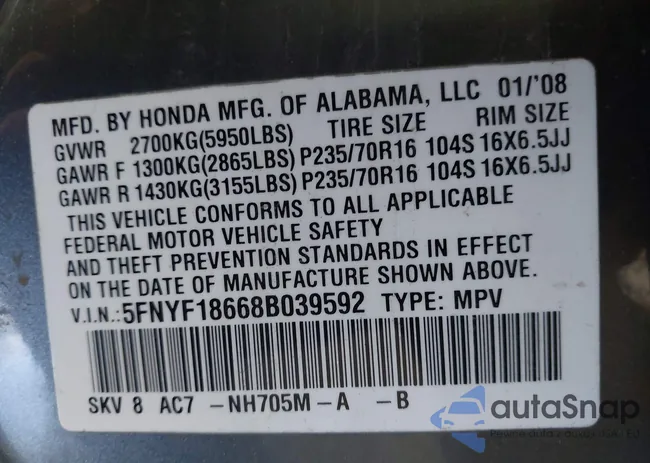 MFD. BY HONDA MFG. OF ALABAMA, LLC 01/'08
GVWR 2700KG(5950LBS) TIRE SIZE RIM SIZE
GAWR F 1300KG(2865LBS) P235/70R16 104S 16X6.5JJ
GAWR R 1430KG(3155LBS) P235/70R16 104S 16X6.5JJ
THIS VEHICLE CONFORMS TO ALL APPLICABLE
FEDERAL MOTOR VEHICLE SAFETY
AND THEFT PREVENTION STANDARDS IN EFFECT
ON THE DATE OF MANUFACTURE SHOWN ABOVE.
V.I.N.:5FNYF18668B039592 TYPE: MPV
SKV 8 AC7 -NH705M-A -B
autoSnap